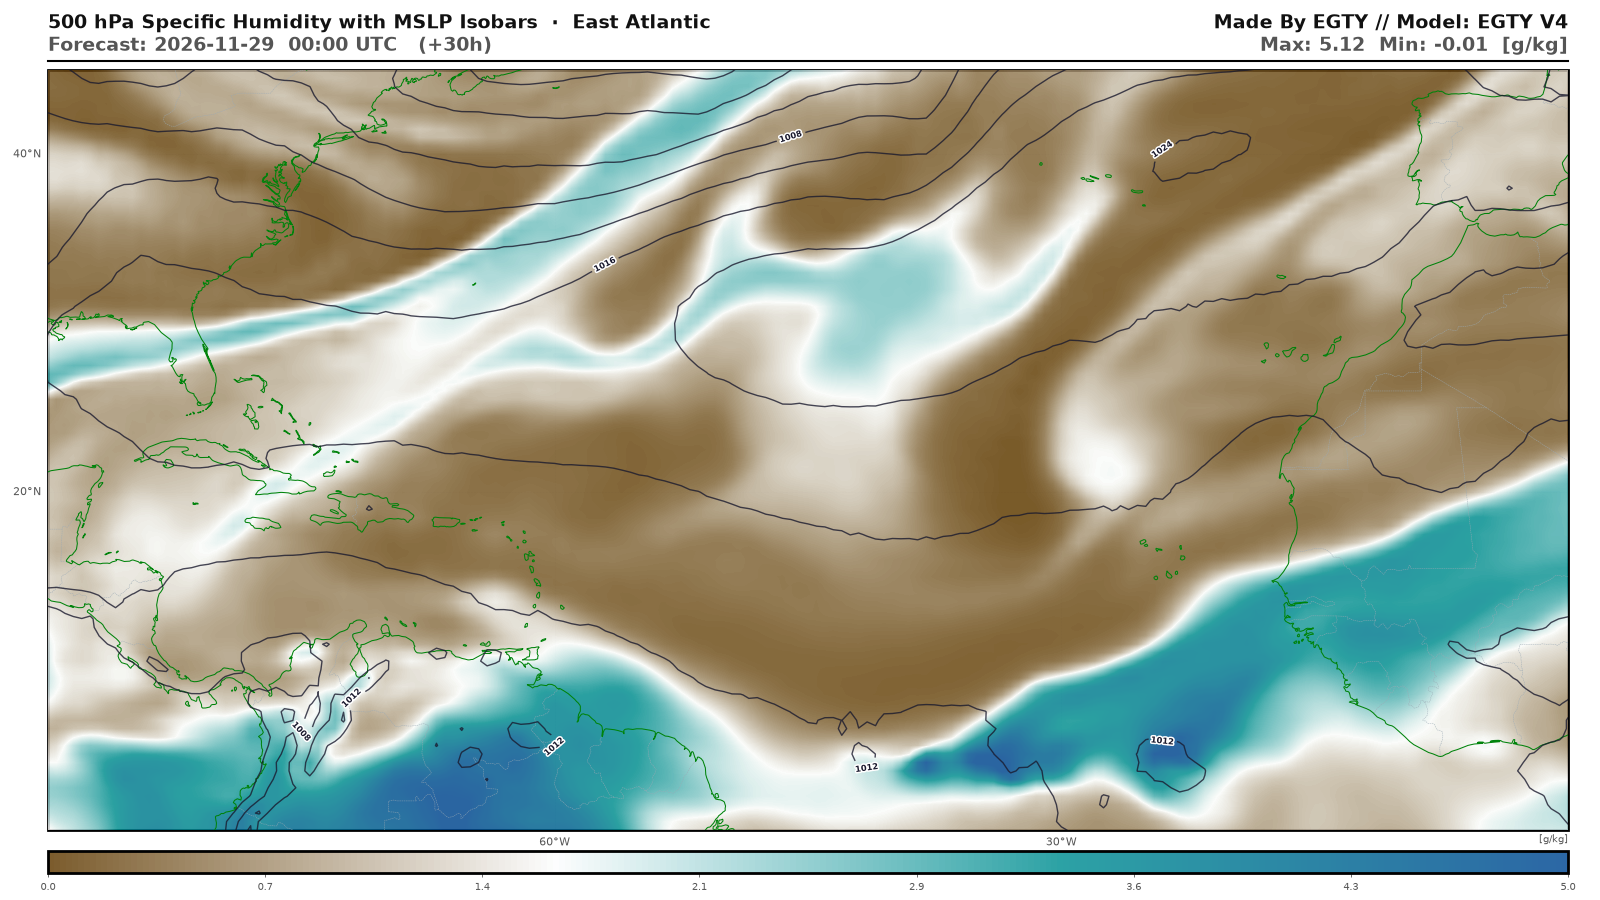 500 hPa Specific Humidity with MSLP Isobars · East Atlantic
Made By EGTY // Model: EGTY V4
Forecast: 2026-11-29 00:00 UTC (+30h)
Max: 5.12 Min: -0.01 [g/kg]
1008
1024
40°N
1016
20°N
1012
1008
1012
1012
1012
60°W
30°W
[g/kg]
0.0 0.7 1.4 2.1 2.9 3.6 4.3 5.0